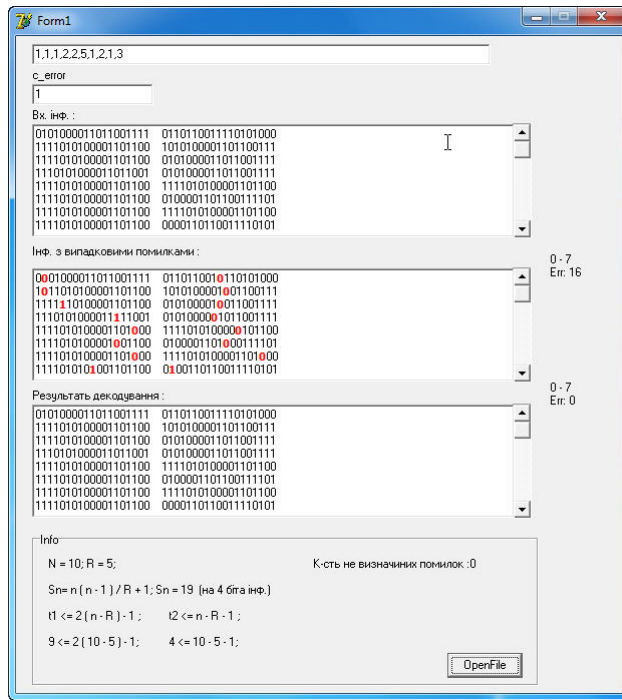 Form1
1,1,1,2,2,5,1,2,1,3
c_error
1
Вх. інф. :
0101000011011001111 0110110011110101000
1111010100001101100 1010100001101100111
1111010100001101100 0101000011011001111
1110101000011011001 0101000011011001111
1111010100001101100 1111010100001101100
1111010100001101100 0100001101100111101
1111010100001101100 1111010100001101100
1111010100001101100 0000110110011110101
Інф. з випадковими помилками :
0001000011011001111 0110110010110101000
1011010100001101100 1010100001001100111
1111110100001101100 0101000010011001111
1110101000011111001 0101000001011001111
1111010100001101000 1111010100000101100
1111010100001001100 0100001101000111101
1111010100001101000 1111010100001101000
1111010101001101100 0100110110011110101
0 - 7
Err: 16
Результать декодування :
0101000011011001111 0110110011110101000
1111010100001101100 1010100001101100111
1111010100001101100 0101000011011001111
1110101000011011001 0101000011011001111
1111010100001101100 1111010100001101100
1111010100001101100 0100001101100111101
1111010100001101100 1111010100001101100
1111010100001101100 0000110110011110101
0 - 7
Err: 0
Info
N = 10; R = 5; К-сть не визначиних помилок :0
Sn= n ( n - 1 ) / R + 1; Sn = 19 (на 4 біта інф.)
t1 <= 2 ( n - R ) - 1 ; t2 <= n - R - 1 ;
9 <= 2 ( 10 - 5 ) - 1; 4 <= 10 - 5 - 1;
OpenFile